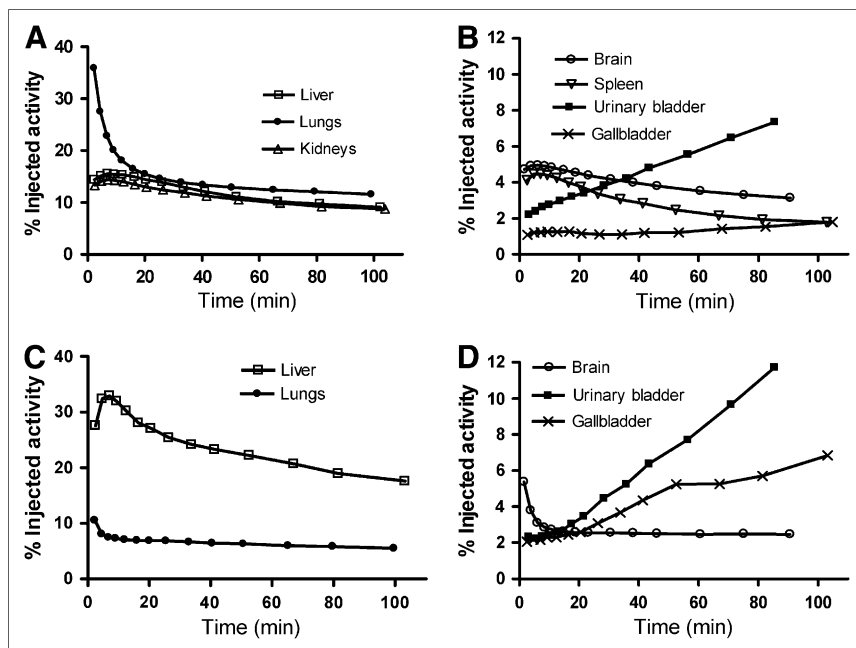 A
% Injected activity
40
30
20
10
0
Liver
Lungs
Kidneys
0 20 40 60 80 100
Time (min)
B
% Injected activity
12
10
8
6
4
2
0
Brain
Spleen
Urinary bladder
Gallbladder
0 20 40 60 80 100
Time (min)
C
% Injected activity
40
30
20
10
0
Liver
Lungs
0 20 40 60 80 100
Time (min)
D
% Injected activity
12
10
8
6
4
2
0
Brain
Urinary bladder
Gallbladder
0 20 40 60 80 100
Time (min)